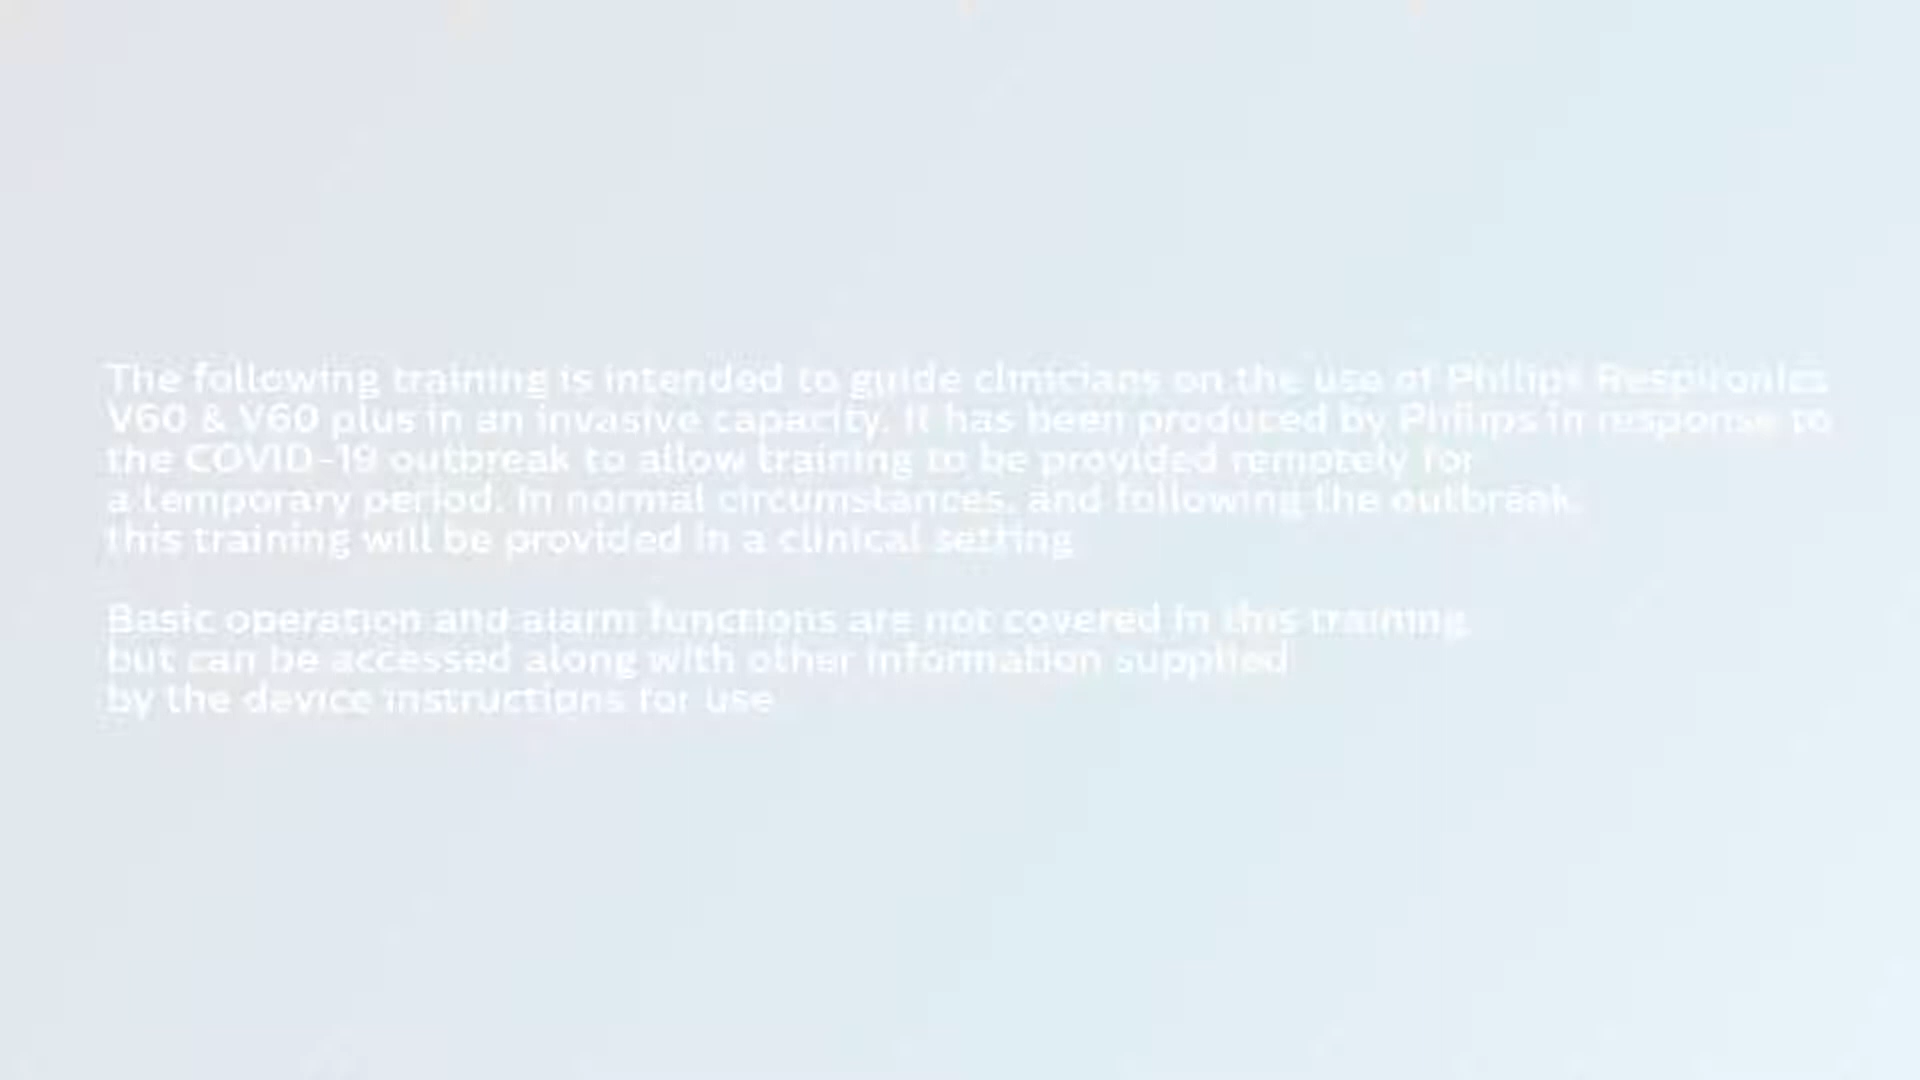 The following training is intended to guide clinicians on the use of Philips Respironics
V60 & V60 plus in an invasive capacity. It has been produced by Philips in response to
the COVID-19 outbreak to allow training to be provided remotely for
a temporary period. In normal circumstances, and following the outbreak,
this training will be provided in a clinical setting
Basic operation and alarm functions are not covered in this training
but can be accessed along with other information supplied
by the device instructions for use